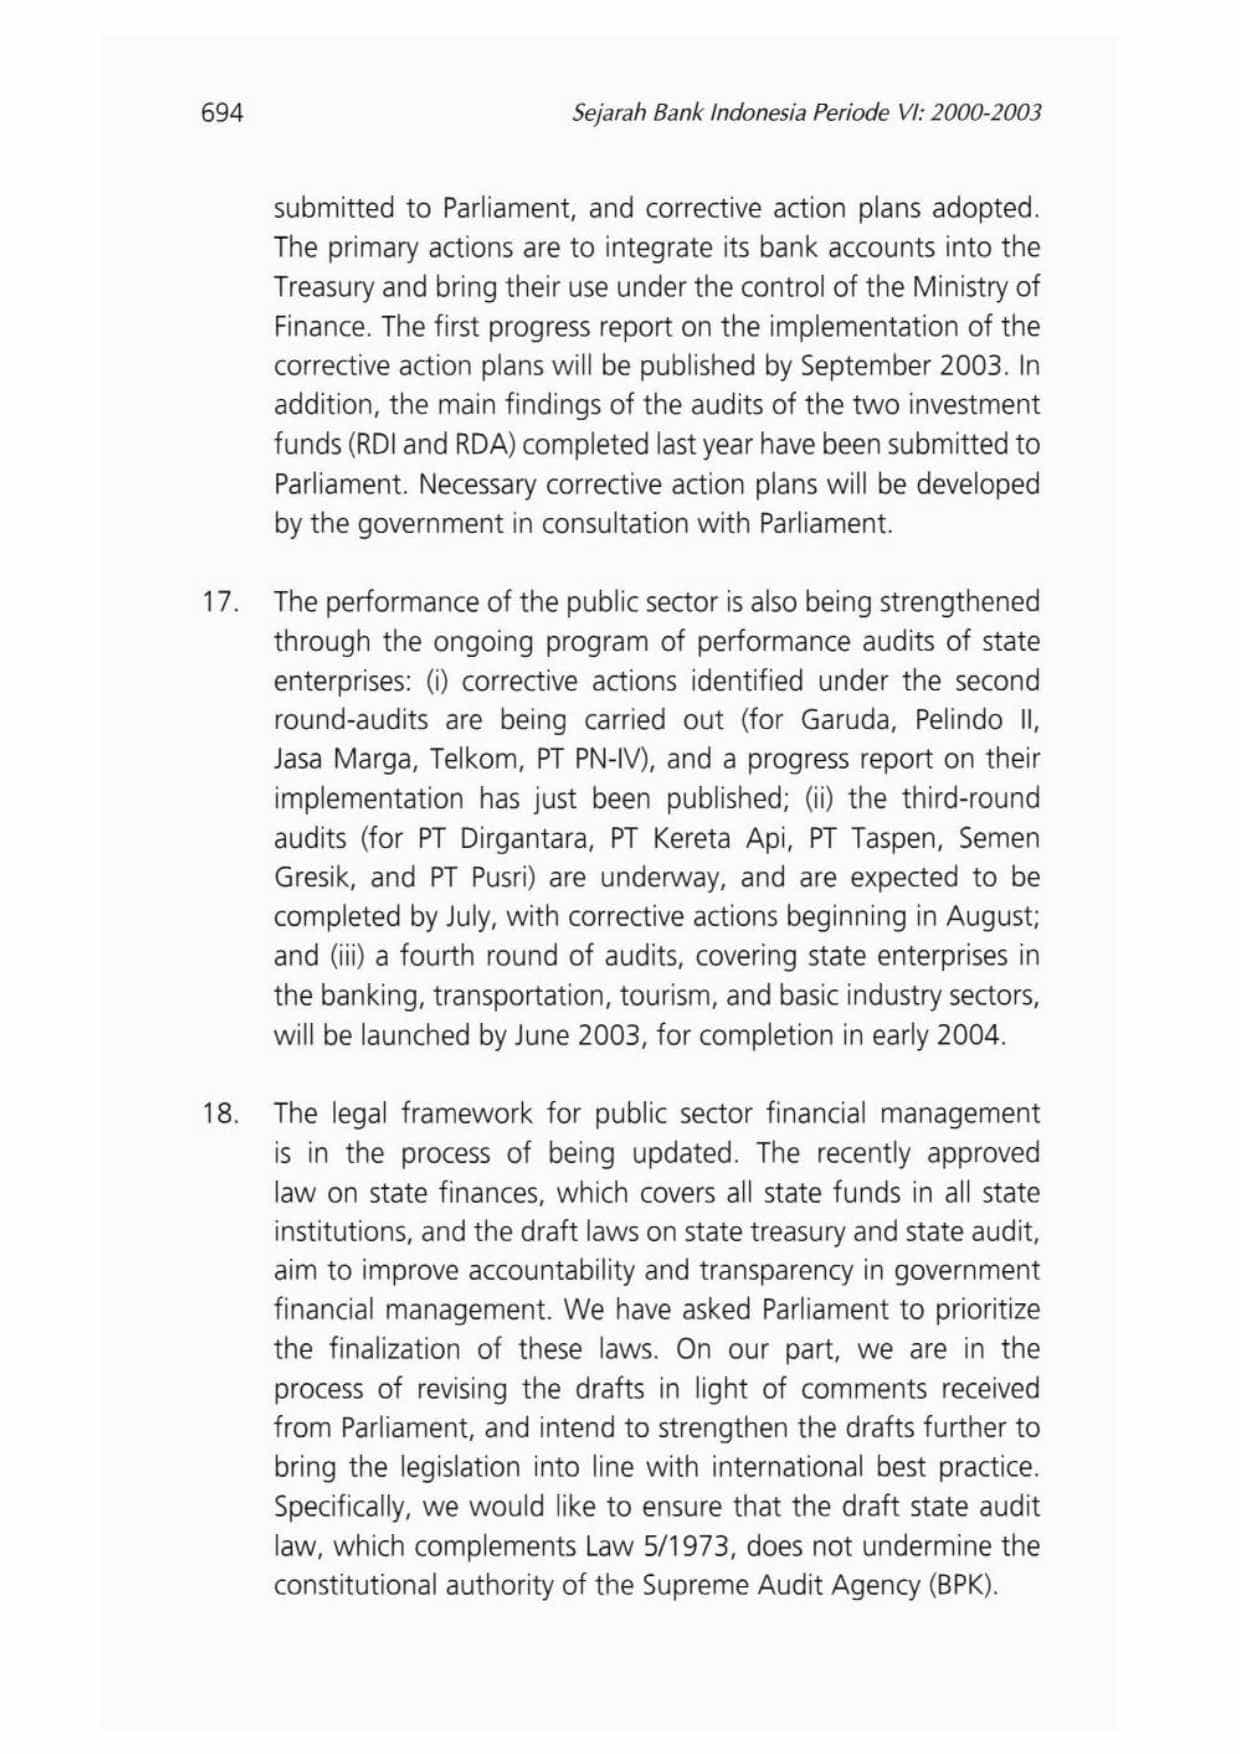 694
Sejarah Bank Indonesia Periode VI: 2000-2003
submitted to Parliament, and corrective action plans adopted.
The primary actions are to integrate its bank accounts into the
Treasury and bring their use under the control of the Ministry of
Finance. The first progress report on the implementation of the
corrective action plans will be published by September 2003. In
addition, the main findings of the audits of the two investment
funds (RDI and RDA) completed last year have been submitted to
Parliament. Necessary corrective action plans will be developed
by the government in consultation with Parliament.
17. The performance of the public sector is also being strengthened
through the ongoing program of performance audits of state
enterprises: (i) corrective actions identified under the second
round-audits are being carried out (for Garuda, Pelindo II,
Jasa Marga, Telkom, PT PN-IV), and a progress report on their
implementation has just been published; (ii) the third-round
audits (for PT Dirgantara, PT Kereta Api, PT Taspen, Semen
Gresik, and PT Pusri) are underway, and are expected to be
completed by July, with corrective actions beginning in August;
and (iii) a fourth round of audits, covering state enterprises in
the banking, transportation, tourism, and basic industry sectors,
will be launched by June 2003, for completion in early 2004.
18. The legal framework for public sector financial management
is in the process of being updated. The recently approved
law on state finances, which covers all state funds in all state
institutions, and the draft laws on state treasury and state audit,
aim to improve accountability and transparency in government
financial management. We have asked Parliament to prioritize
the finalization of these laws. On our part, we are in the
process of revising the drafts in light of comments received
from Parliament, and intend to strengthen the drafts further to
bring the legislation into line with international best practice.
Specifically, we would like to ensure that the draft state audit
law, which complements Law 5/1973, does not undermine the
constitutional authority of the Supreme Audit Agency (BPK).